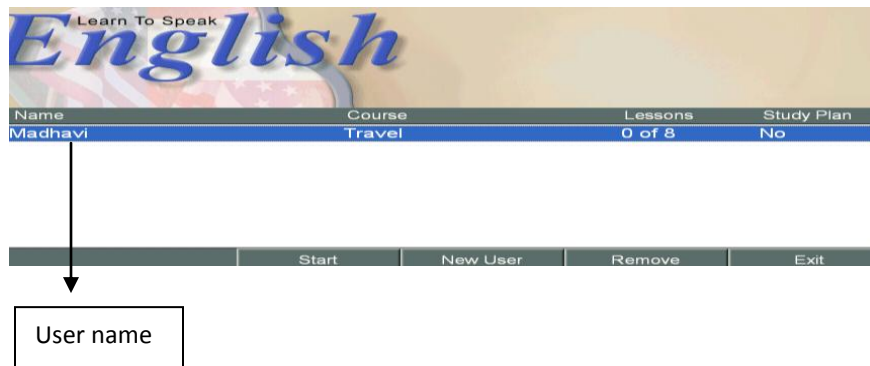 Learn To Speak
English
Name Course Lessons Study Plan
Madhavi Travel 0 of 8 No
Start New User Remove Exit
User name